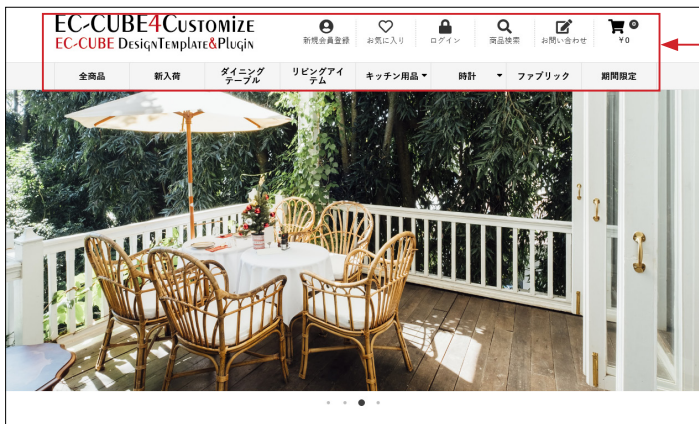 EC-CUBE4CUSTOMIZE
EC-CUBE DESIGNTEMPLATE&PLUGIN
新規会員登録
お気に入り
ログイン
商品検索
お問い合わせ
0
￥0
全商品
新入荷
ダイニング
テーブル
リビングアイ
テム
キッチン用品
時計
ファブリック
期間限定